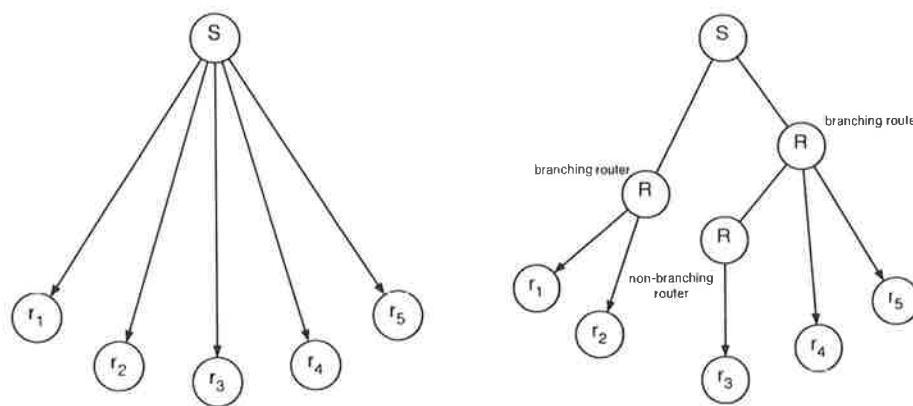 S
r1
r2
r3
r4
r5
S
branching route
R
branching router
R
R
r1
non-branching
router
r2
r5
r4
r3